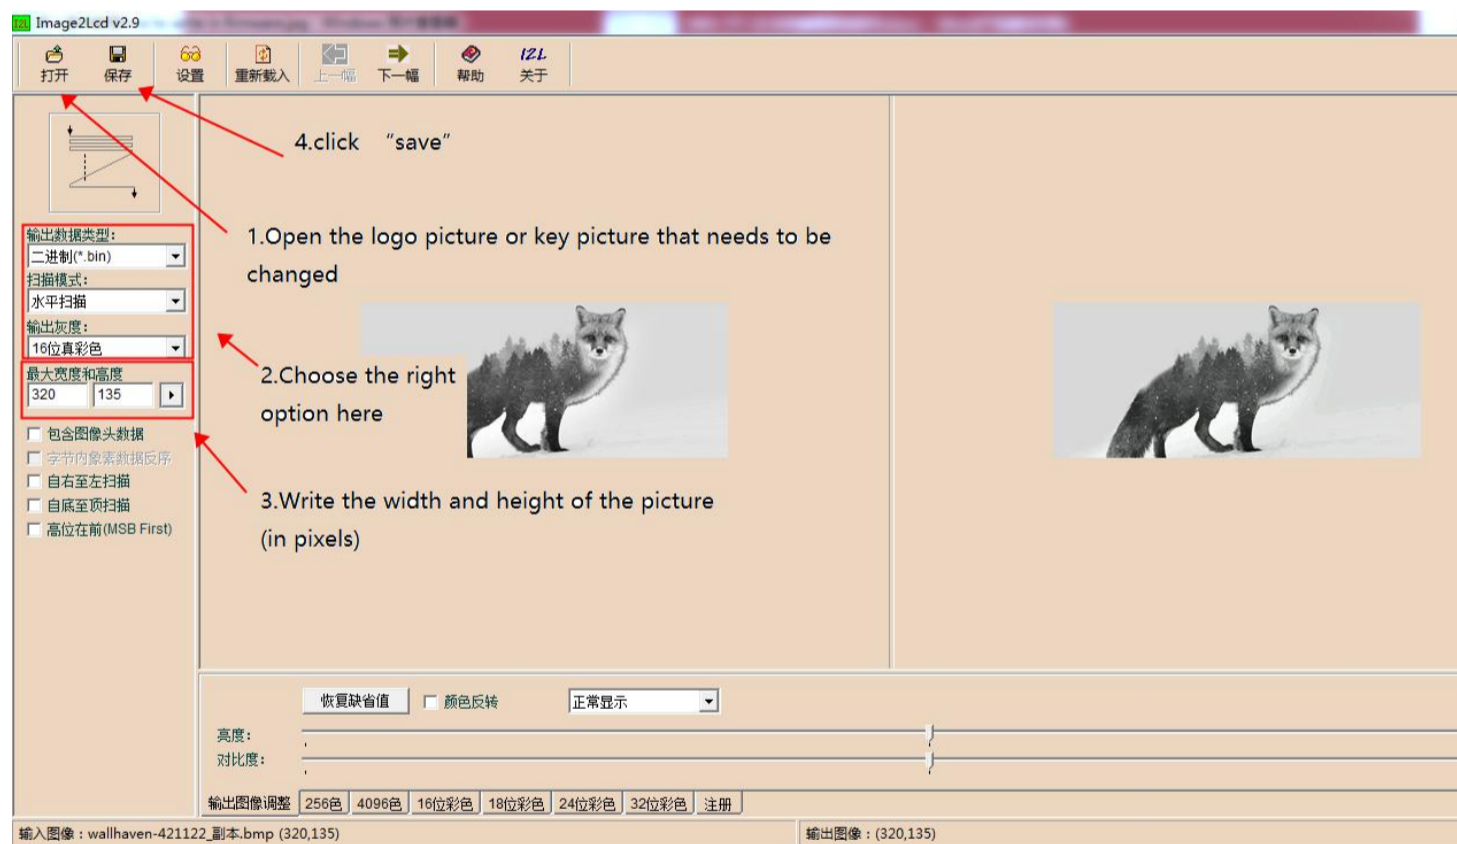 Image2Lcd v2.9
打开 保存 设置 重新载入 上一幅 下一幅 帮助 I2L 关于
4.click “save”
1.Open the logo picture or key picture that needs to be
changed
输出数据类型:
二进制(*.bin)
扫描模式:
水平扫描
输出灰度:
16位真彩色
最大宽度和高度
320 135
2.Choose the right
option here
包含图像头数据
字节内象素数据反序
自右至左扫描
自底至顶扫描
高位在前(MSB First)
3.Write the width and height of the picture
(in pixels)
恢复缺省值 颜色反转 正常显示
亮度:
对比度:
输出图像调整 256色 4096色 16位彩色 18位彩色 24位彩色 32位彩色 注册
输入图像：wallhaven-421122_副本.bmp (320,135) 输出图像：(320,135)